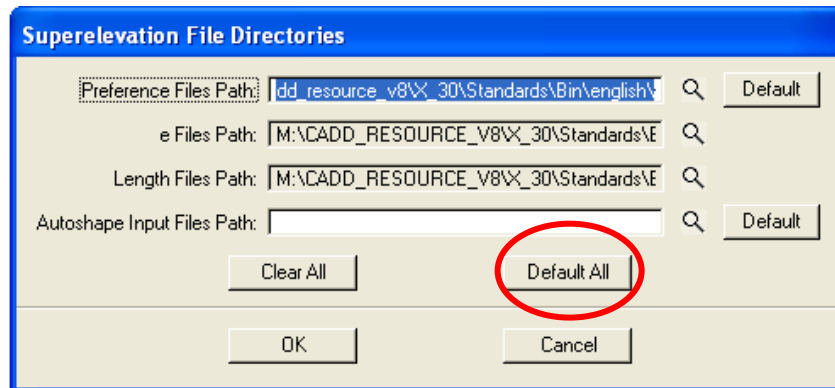 Superelevation File Directories
Preference Files Path: dd_resource_v8\X_30\Standards\Bin\english\ Default
e Files Path: M:\CADD_RESOURCE_V8\X_30\Standards\E
Length Files Path: M:\CADD_RESOURCE_V8\X_30\Standards\E
Autoshape Input Files Path: Default
Clear All Default All
OK Cancel